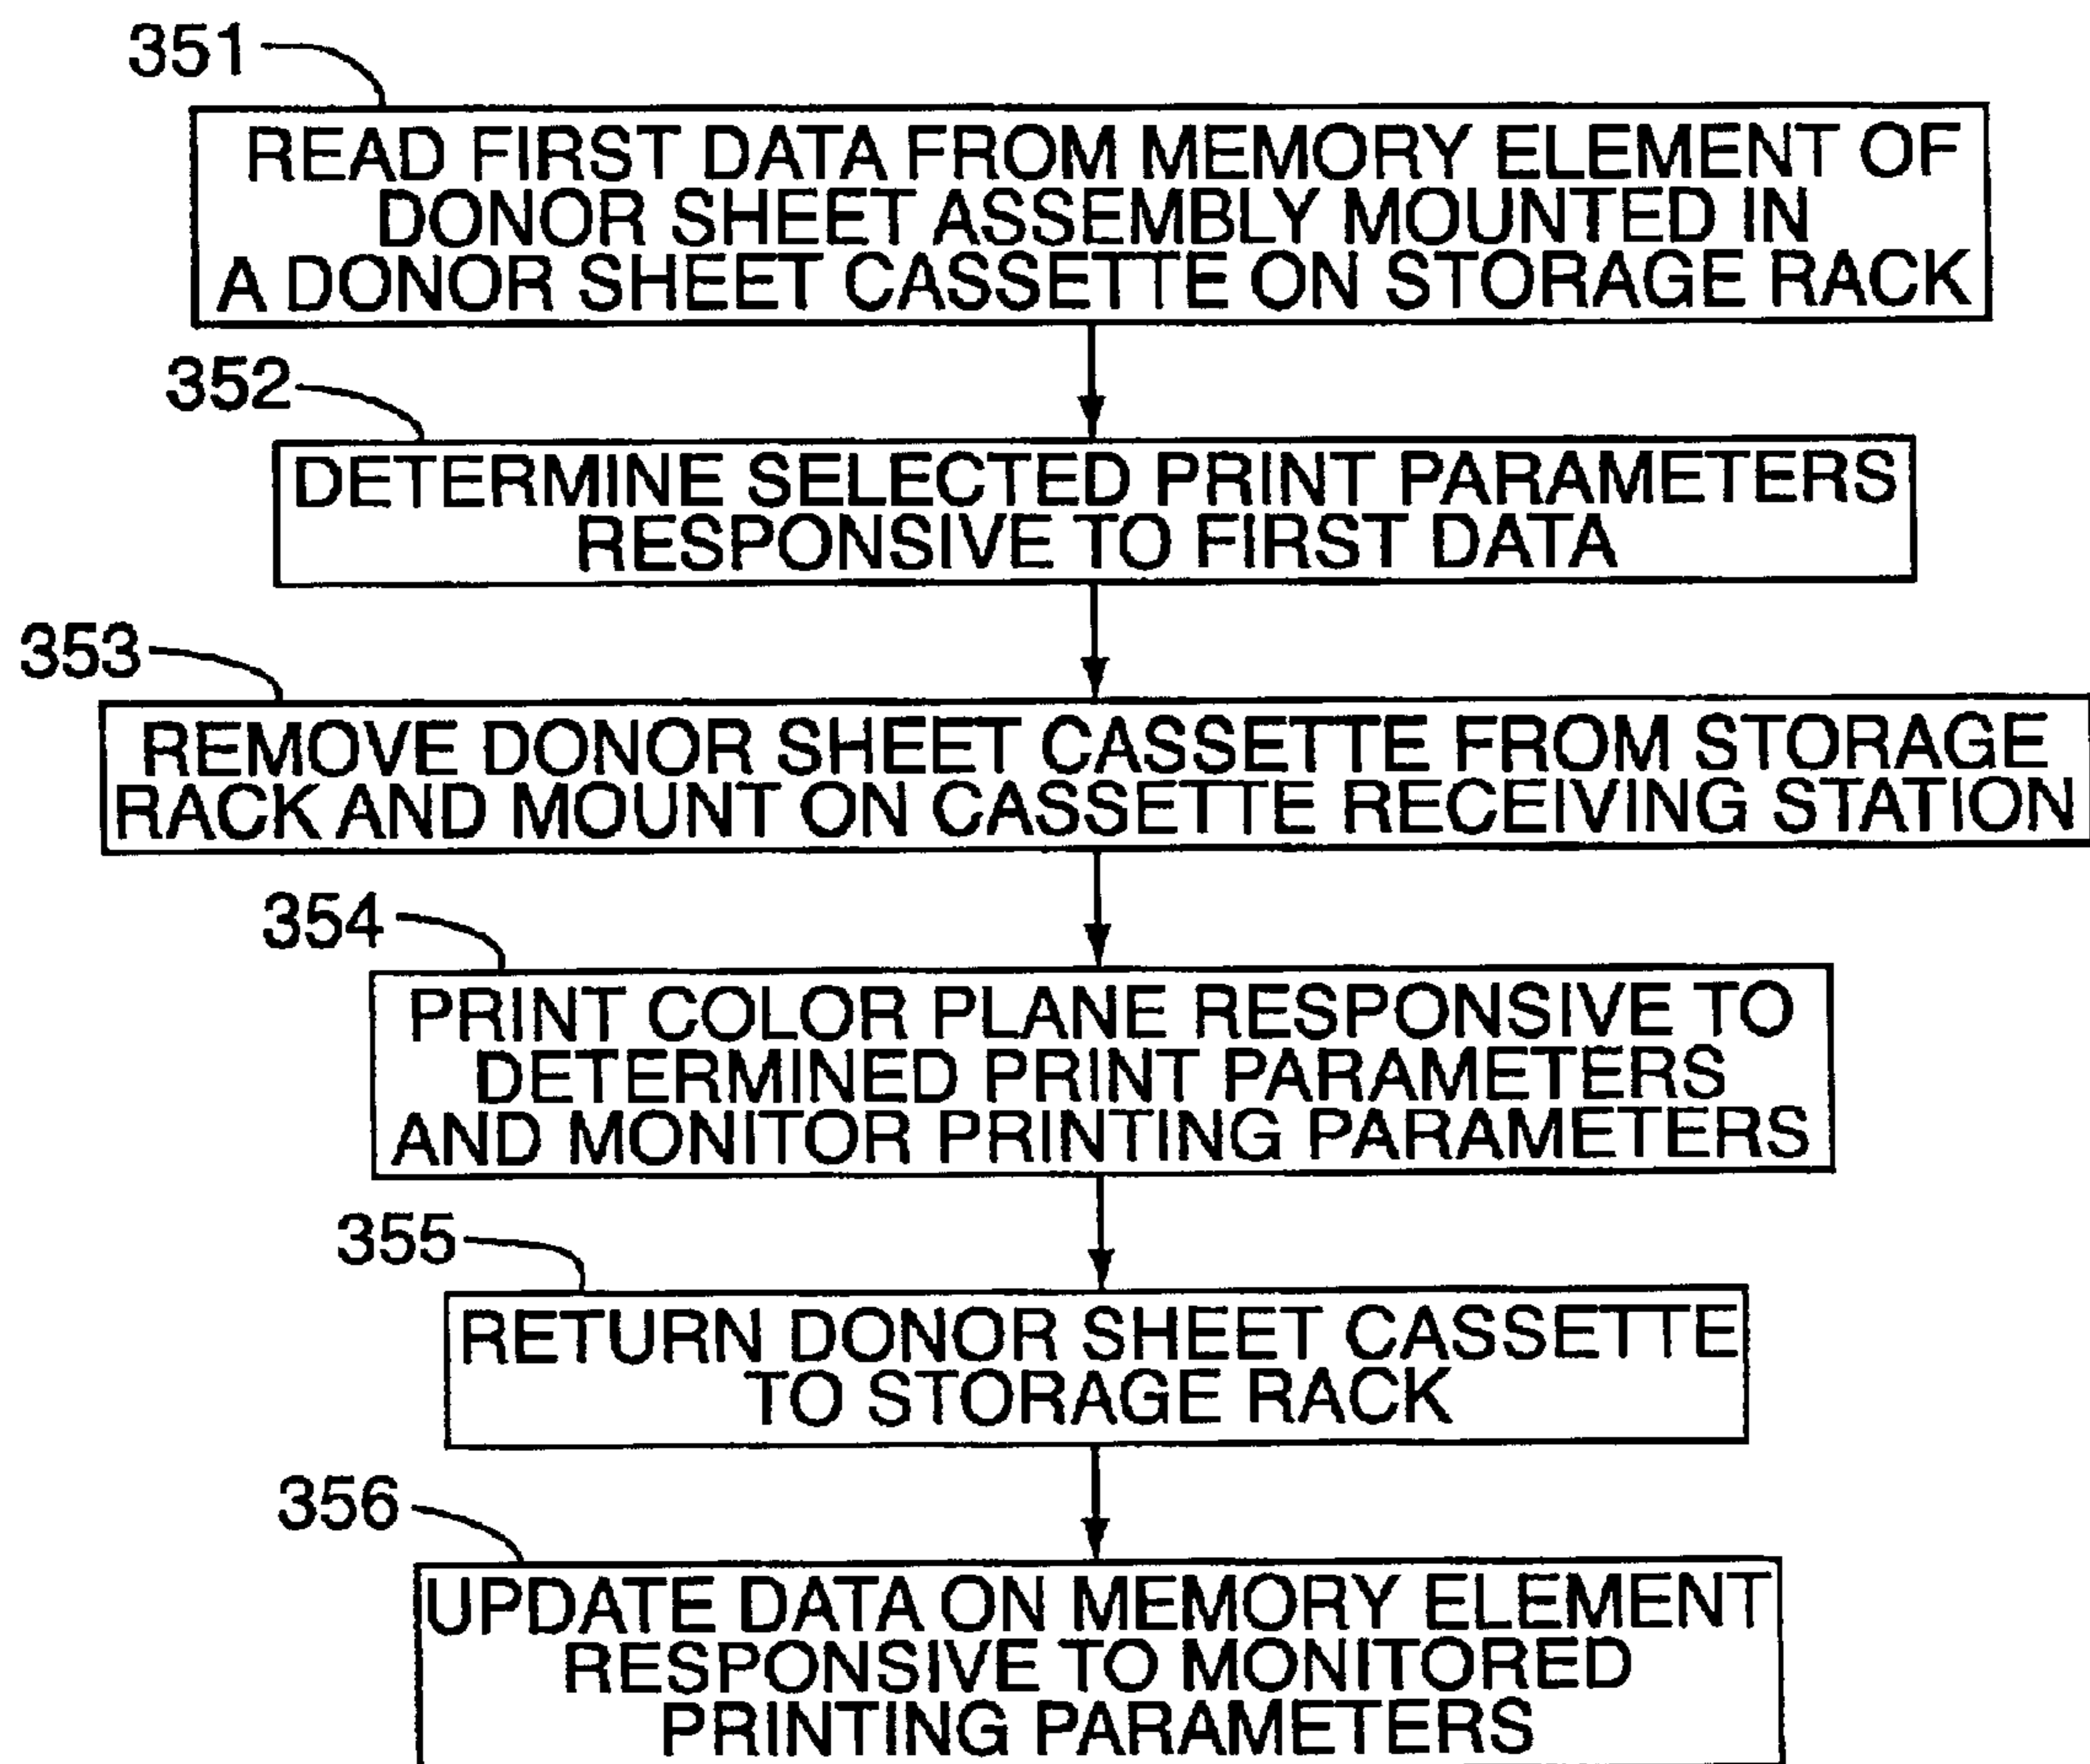 351
READ FIRST DATA FROM MEMORY ELEMENT OF
DONOR SHEET ASSEMBLY MOUNTED IN
A DONOR SHEET CASSETTE ON STORAGE RACK
352
DETERMINE SELECTED PRINT PARAMETERS
RESPONSIVE TO FIRST DATA
353
REMOVE DONOR SHEET CASSETTE FROM STORAGE
RACK AND MOUNT ON CASSETTE RECEIVING STATION
354
PRINT COLOR PLANE RESPONSIVE TO
DETERMINED PRINT PARAMETERS
AND MONITOR PRINTING PARAMETERS
355
RETURN DONOR SHEET CASSETTE
TO STORAGE RACK
356
UPDATE DATA ON MEMORY ELEMENT
RESPONSIVE TO MONITORED
PRINTING PARAMETERS